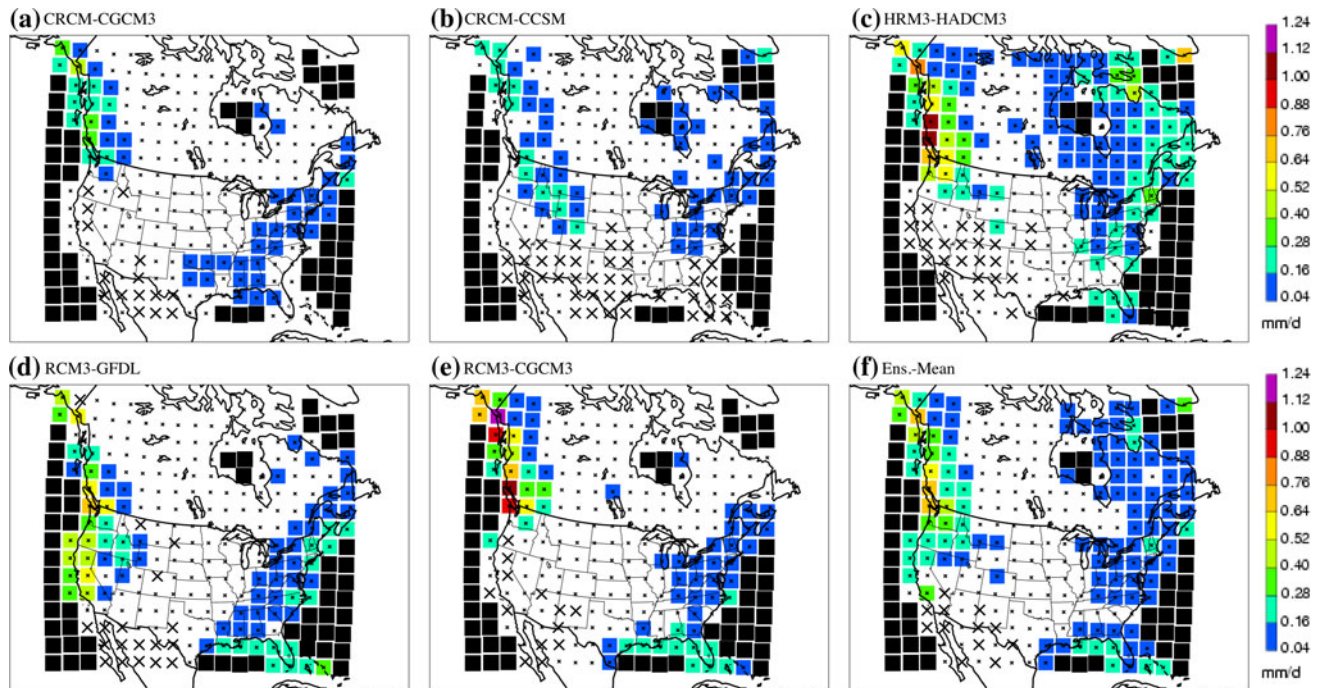 (a) CRCM-CGCM3
(b) CRCM-CCSM
(c) HRM3-HADCM3
1.24
1.12
1.00
0.88
0.76
0.64
0.52
0.40
0.28
0.16
0.04
mm/d
(d) RCM3-GFDL
(e) RCM3-CGCM3
(f) Ens.-Mean
1.24
1.12
1.00
0.88
0.76
0.64
0.52
0.40
0.28
0.16
0.04
mm/d